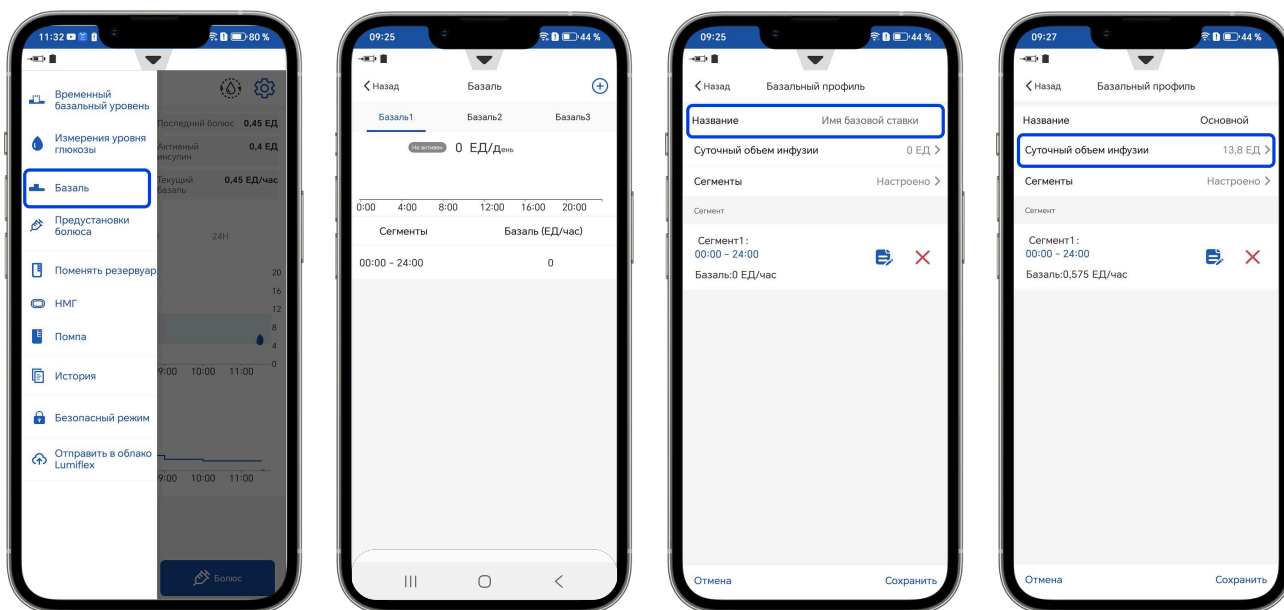 11:32
80 %
Временный
базальный уровень
Измерения уровня
глюкозы
Базаль
Предустановки
болюса
Поменять резервуар
НМГ
Помпа
История
Безопасный режим
Отправить в облако
Lumiflex
Последний болюс 0,45 ЕД
Активный
инсулин
0,4 ЕД
Текущий
базаль
0,45 ЕД/час
24H
20
16
12
8
4
0
9:00 10:00 11:00
9:00 10:00 11:00
Болюс
09:25
44 %
Назад Базаль
Базаль1 Базаль2 Базаль3
Не активен 0 ЕД/День
0:00 4:00 8:00 12:00 16:00 20:00
Сегменты Базаль (ЕД/час)
00:00 - 24:00 0
09:25
44 %
Назад Базальный профиль
Название Имя базовой ставки
Суточный объем инфузии 0 ЕД
Сегменты Настроено
Сегмент
Сегмент1:
00:00 - 24:00
Базаль:0 ЕД/час
Отмена Сохранить
09:27
44 %
Назад Базальный профиль
Название Основной
Суточный объем инфузии 13,8 ЕД
Сегменты Настроено
Сегмент
Сегмент1:
00:00 - 24:00
Базаль:0,575 ЕД/час
Отмена Сохранить